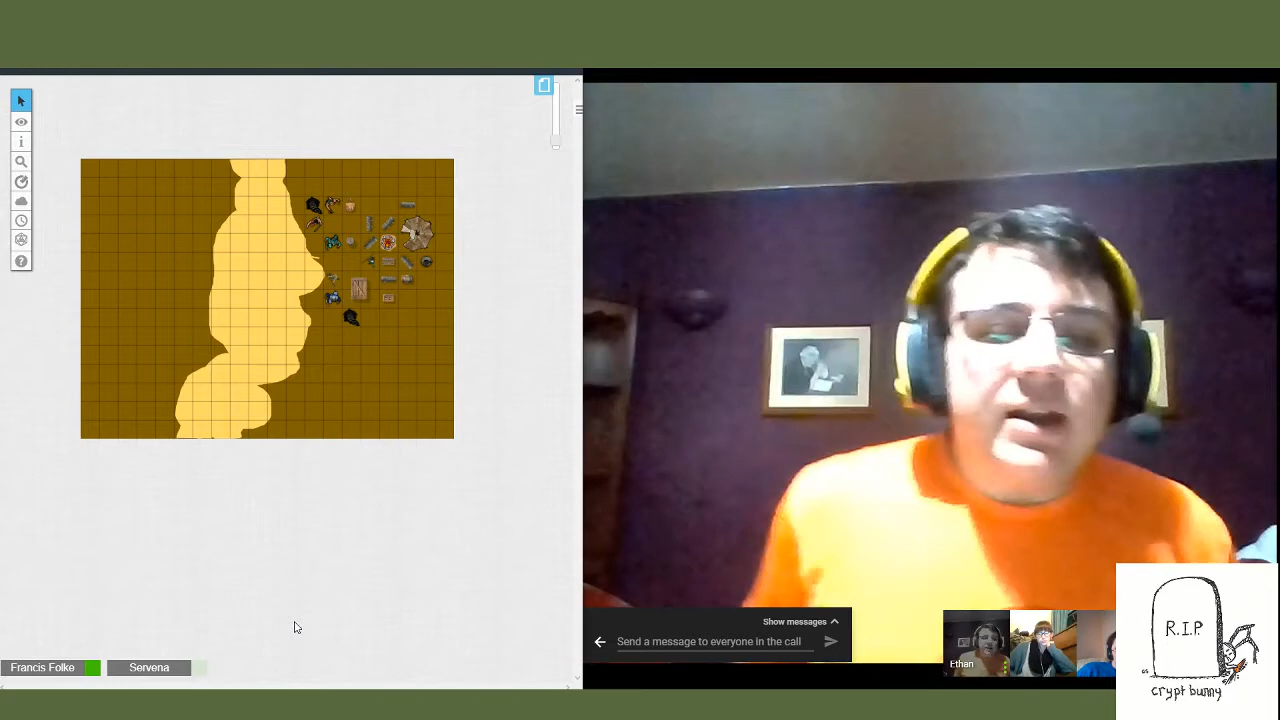 Francis Folke
Servena
Show messages
Send a message to everyone in the call
Ethan
R.I.P.
crypt bunny